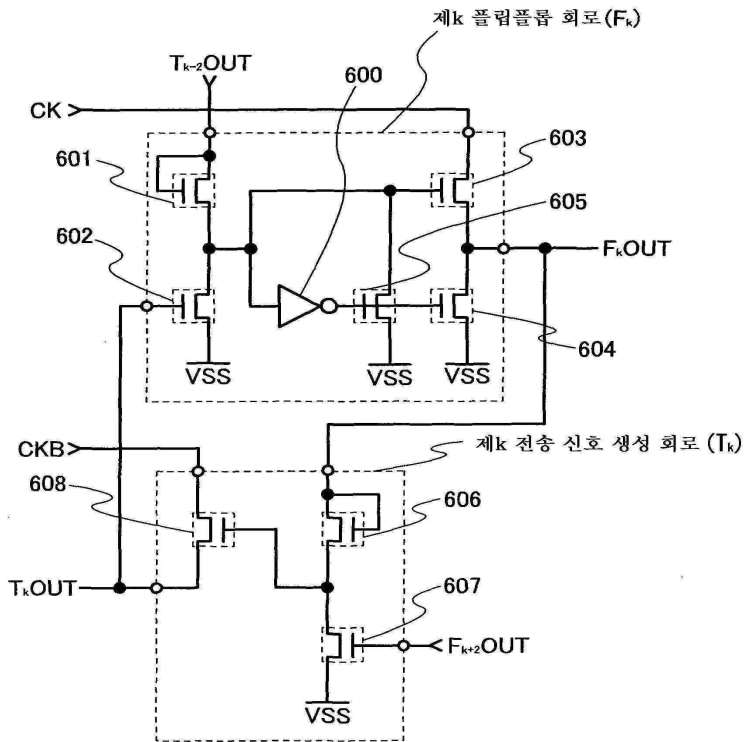 제k 플립플롭 회로(Fₖ)
Tₖ₋₂OUT
600
CK
601
603
605
602
FₖOUT
604
VSS
VSS
VSS
CKB
제k 전송 신호 생성 회로 (Tₖ)
608
606
TₖOUT
607
Fₖ₊₂OUT
VSS